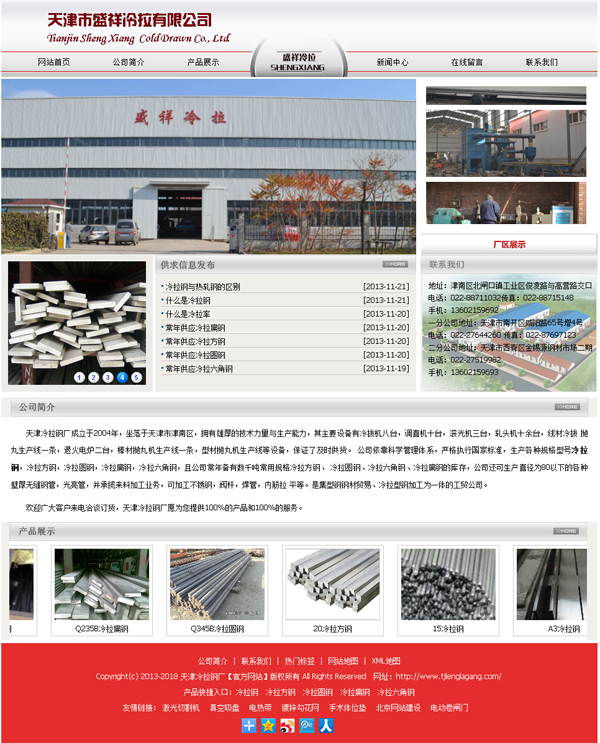 天津市盛祥冷拉有限公司
Tianjin Sheng Xiang Cold Drawn Co., Ltd
网站首页 公司简介 产品展示 盛祥冷拉 新闻中心 在线留言 联系我们
SHENGXIANG
盛祥冷拉
厂区展示
供求信息发布 HOME
冷拉钢与热轧钢的区别 [2013-11-21]
什么是冷拉钢 [2013-11-21]
什么是冷拉率 [2013-11-20]
常年供应冷拉扁钢 [2013-11-20]
常年供应冷拉方钢 [2013-11-20]
常年供应冷拉圆钢 [2013-11-20]
常年供应冷拉六角钢 [2013-11-19]
1 2 3 4 5
联系我们
地址：津南区北闸口镇工业区俊凌路与高营路交口
电话：022-88711032传真：022-88715148
手机：13602159692
一分公司地址：天津市南开区咸阳路65号增4号
电话：022-27644260 传真：022-87697123
二分公司地址：天津市西青区金锡源钢材市场二期
电话：022-27519982
手机：13602159693
公司简介 HOME
天津冷拉钢厂成立于2004年，坐落于天津市津南区，拥有雄厚的技术力量与生产能力，其主要设备有冷拨机八台，调直机十台，滚光机三台，轧头机十余台，线材冷拨 抛
丸生产线一条，退火电炉二台，棒材抛丸机生产线一条，型材抛丸机生产线等设备，保证了及时供货。 公司依靠科学管理体系，严格执行国家标准，生产各种规格型号冷拉
钢，冷拉方钢，冷拉圆钢，冷拉扁钢，冷拉六角钢，且公司常年备有数千吨常用规格冷拉方钢、冷拉圆钢、冷拉六角钢、冷拉扁钢的库存，公司还可生产直径为80以下的各种
壁厚无缝钢管，光亮管，并承揽来料加工业务，可加工不锈钢，阀杆，焊管，内筋拉 平等。是集型钢钢材贸易、冷拉型钢加工为一体的工贸公司。
欢迎广大客户来电洽谈订货，天津冷拉钢厂愿为您提供100%的产品和100%的服务。
产品展示 HOME
Q235B冷拉扁钢 Q345B冷拉圆钢 20冷拉方钢 15冷拉钢 A3冷拉钢
公司简介 | 联系我们 | 热门标签 | 网站地图 | XML地图
Copyright(c) 2013-2018 天津冷拉钢厂【官方网站】版权所有 All Rights Reserved 网址：http://www.tjlenglagang.com/
产品快捷入口： 冷拉钢 冷拉方钢 冷拉圆钢 冷拉扁钢 冷拉六角钢
友情链接： 激光切割机 真空吸盘 电热带 镀锌勾花网 手术体位垫 北京网站建设 电动卷闸门